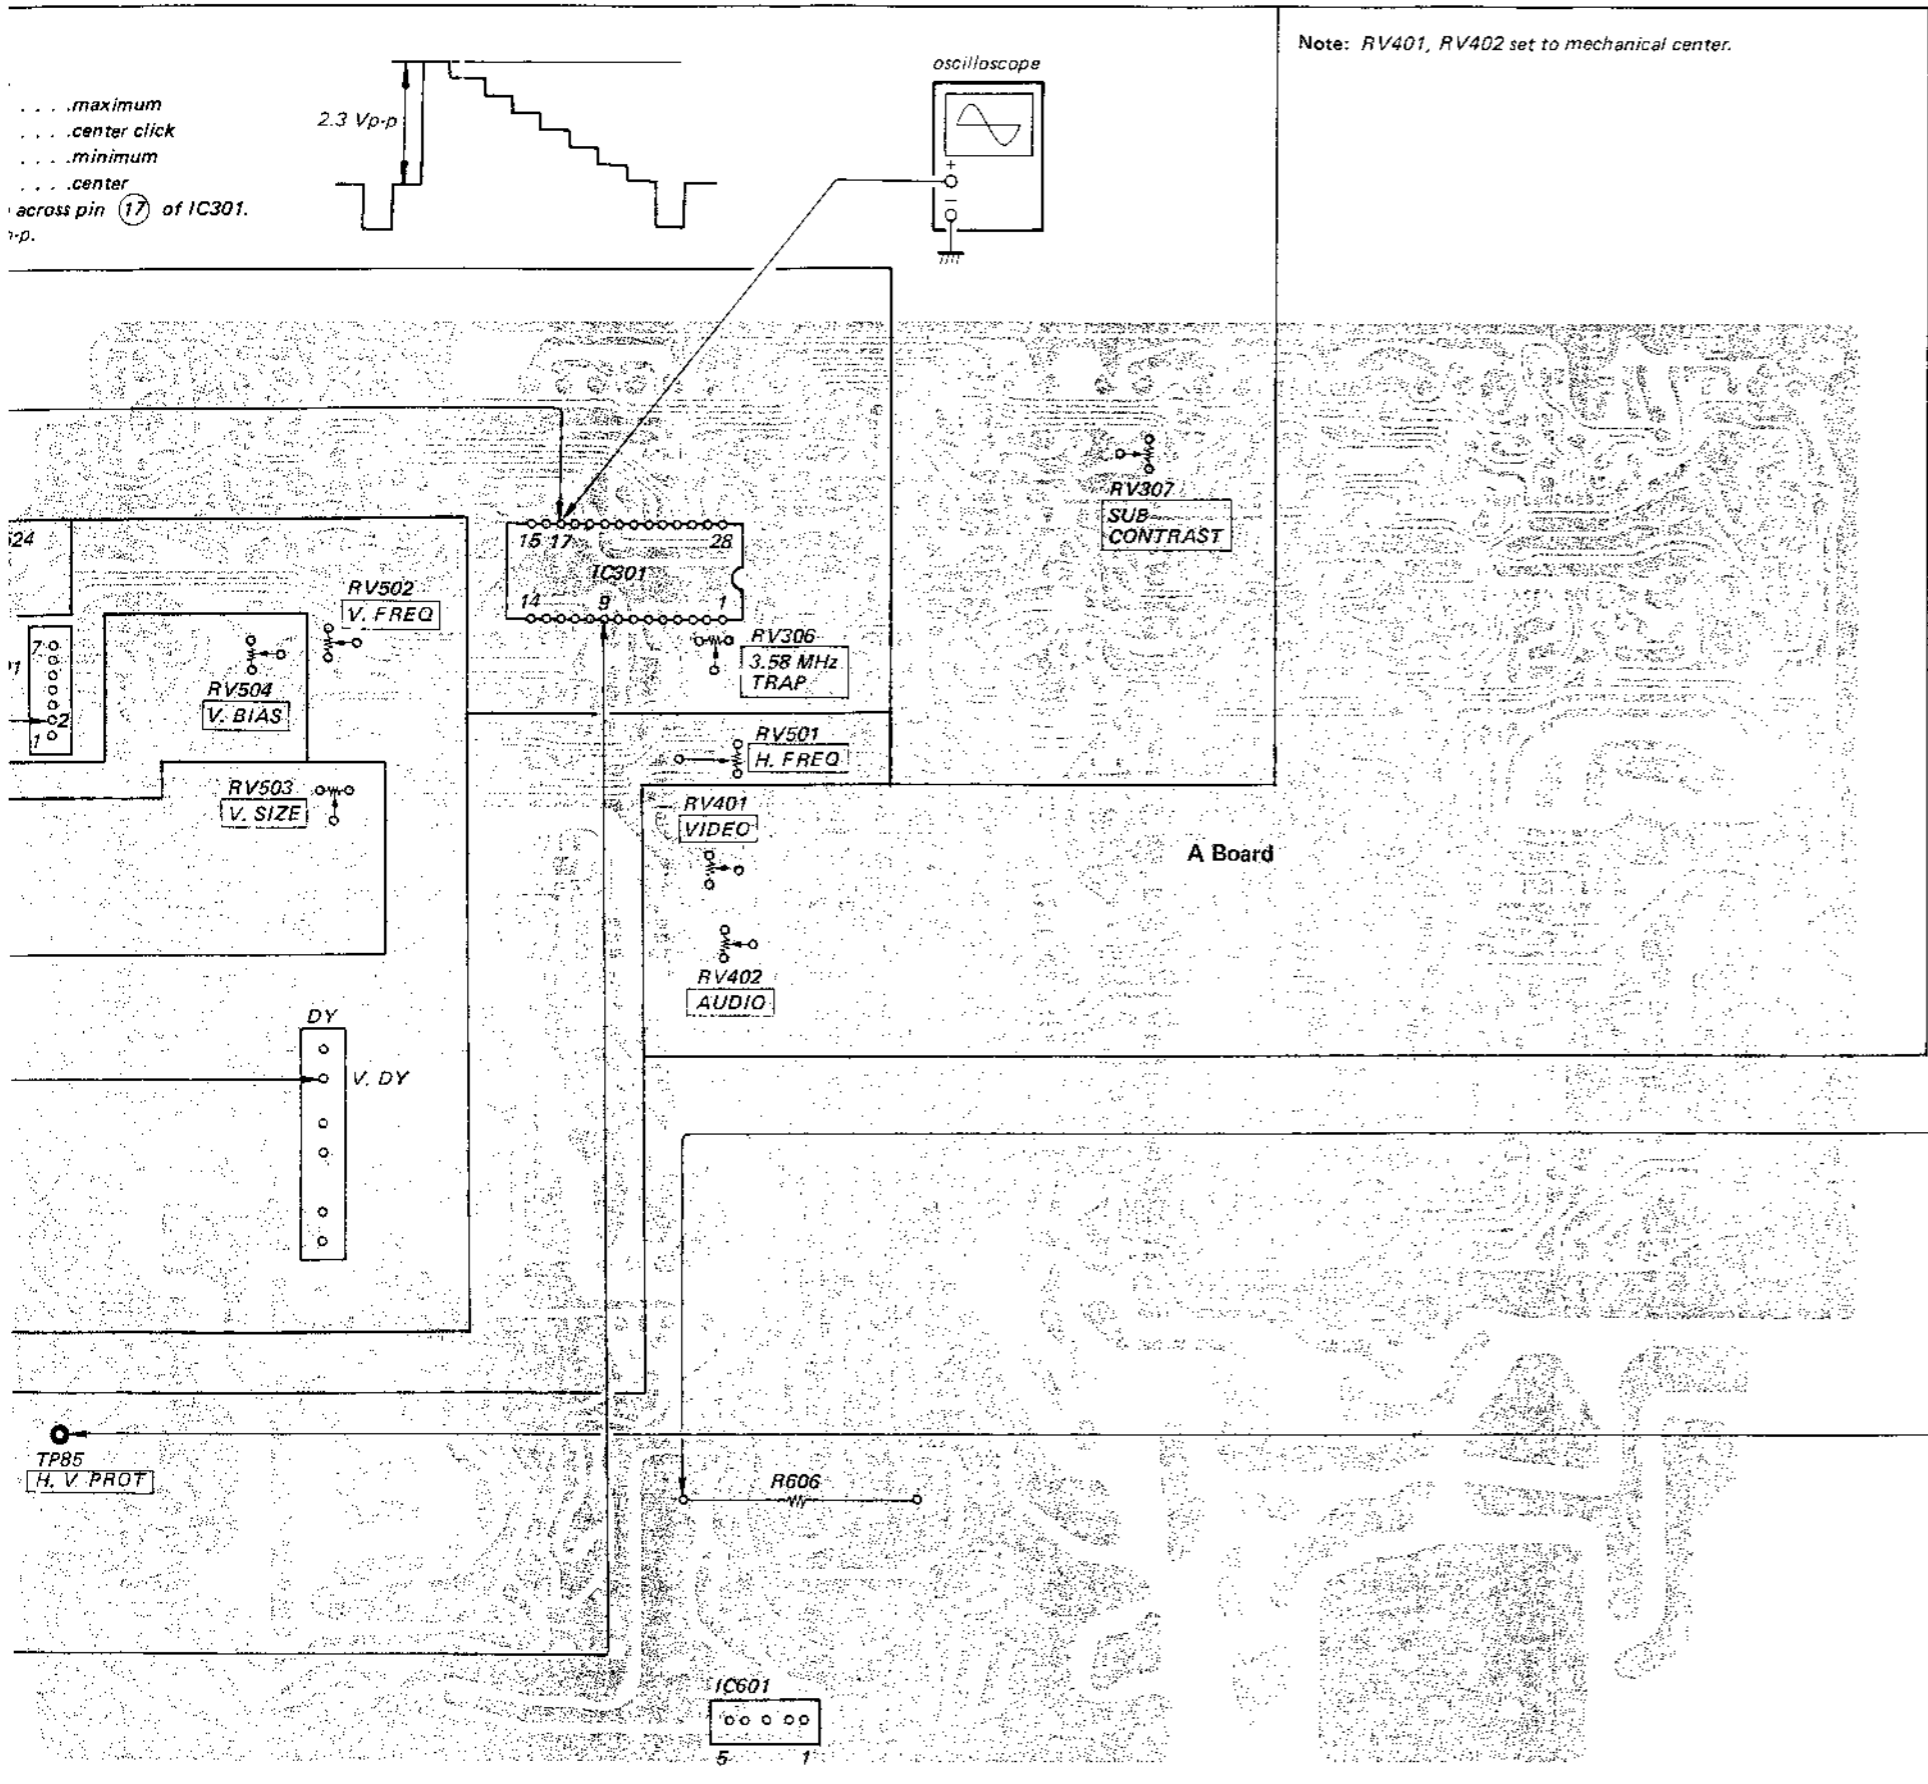 Note: RV401, RV402 set to mechanical center.
. . . .maximum
. . . .center click
. . . .minimum
. . . .center
across pin 17 of IC301.
-p.
2.3 Vp-p
oscilloscope
+
−
RV307
SUB
CONTRAST
524
15 17 28
IC301
14 9 1
RV502
V. FREQ
RV306
3.58 MHz
TRAP
7
2
1
RV504
V. BIAS
RV501
H. FREQ
RV503
V. SIZE
RV401
VIDEO
A Board
RV402
AUDIO
DY
V. DY
TP85
H. V. PROT
R606
IC601
5 1